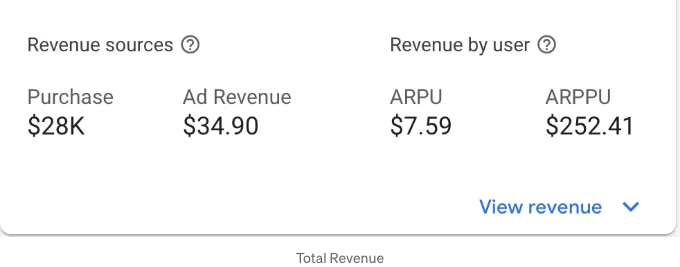 Revenue sources ?
Revenue by user ?
Purchase
$28K
Ad Revenue
$34.90
ARPU
$7.59
ARPPU
$252.41
View revenue
Total Revenue